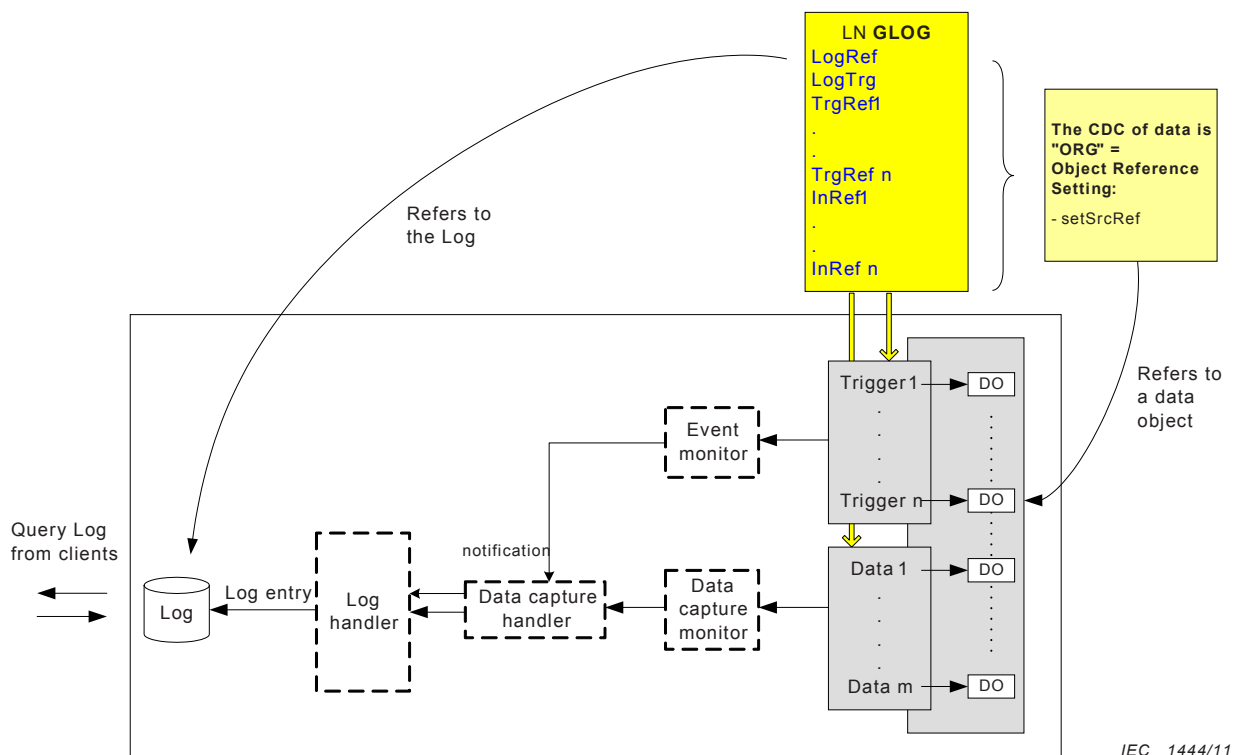 LN GLOG
LogRef
LogTrg
TrgRef1
.
.
TrgRef n
InRef1
.
.
InRef n
The CDC of data is
"ORG" =
Object Reference
Setting:
- setSrcRef
Refers to
the Log
Refers to
a data
object
Trigger 1
.
.
.
.
Trigger n
DO
DO
Event
monitor
notification
Query Log
from clients
Log
Log entry
Log
handler
Data capture
handler
Data
capture
monitor
Data 1
.
.
.
.
Data m
DO
DO
IEC 1444/11